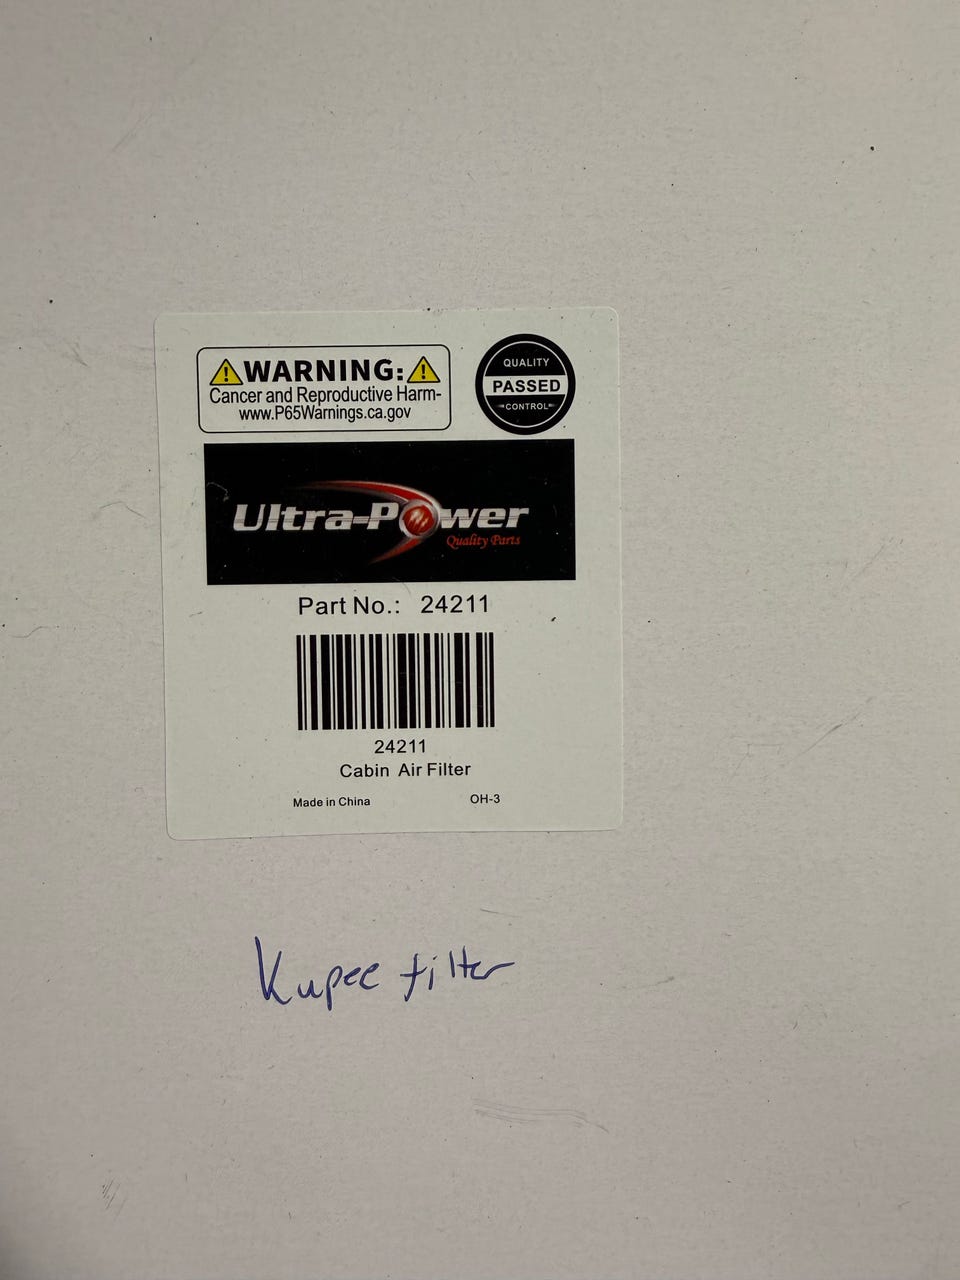 WARNING:
Cancer and Reproductive Harm-
www.P65Warnings.ca.gov
QUALITY
PASSED
CONTROL
Ultra-Power
Quality Parts
Part No.: 24211
24211
Cabin Air Filter
Made in China OH-3
Kupee filter